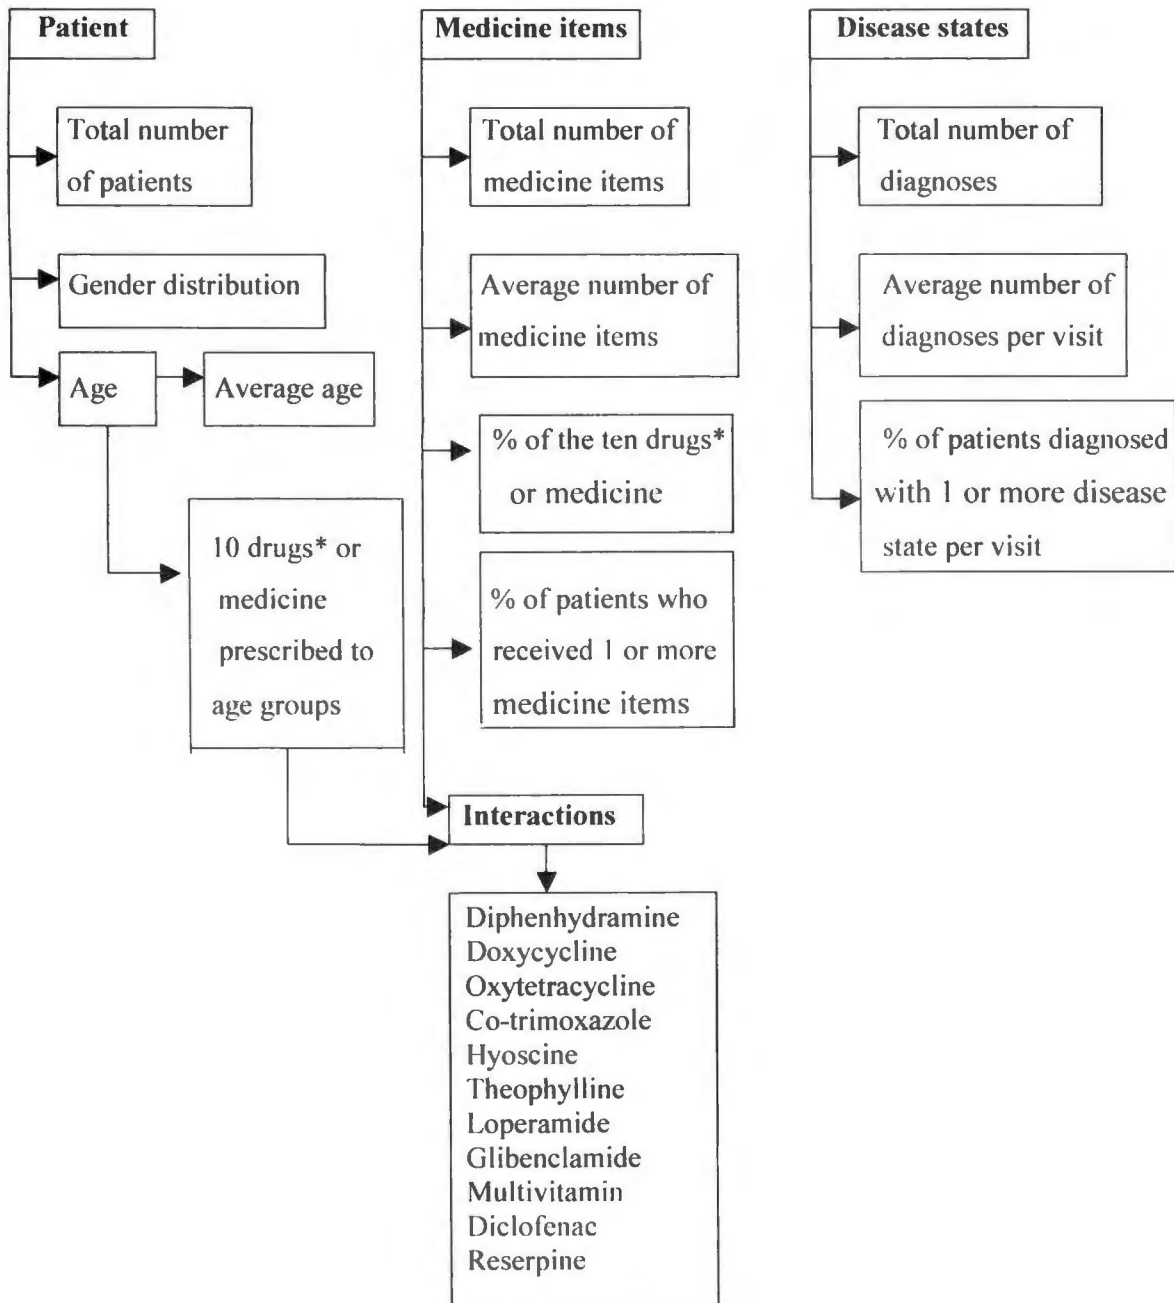 Patient
Total number
of patients
Gender distribution
Age
Average age
10 drugs* or
medicine
prescribed to
age groups
Medicine items
Total number of
medicine items
Average number of
medicine items
% of the ten drugs*
or medicine
% of patients who
received 1 or more
medicine items
Interactions
Diphenhydramine
Doxycycline
Oxytetracycline
Co-trimoxazole
Hyoscine
Theophylline
Loperamide
Glibenclamide
Multivitamin
Diclofenac
Reserpine
Disease states
Total number of
diagnoses
Average number of
diagnoses per visit
% of patients diagnosed
with 1 or more disease
state per visit